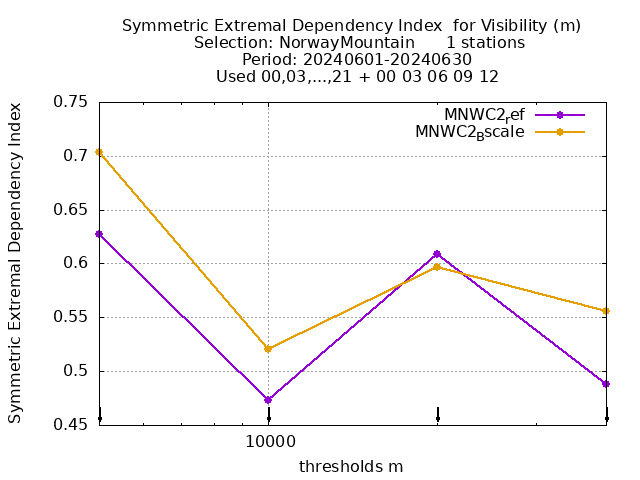 Symmetric Extremal Dependency Index  for Visibility (m)
Selection: NorwayMountain      1 stations
Period: 20240601-20240630
Used 00,03,...,21 + 00 03 06 09 12
MNWC2ref
MNWC2Bscale
Symmetric Extremal Dependency Index
0.75
0.7
0.65
0.6
0.55
0.5
0.45
10000
thresholds m